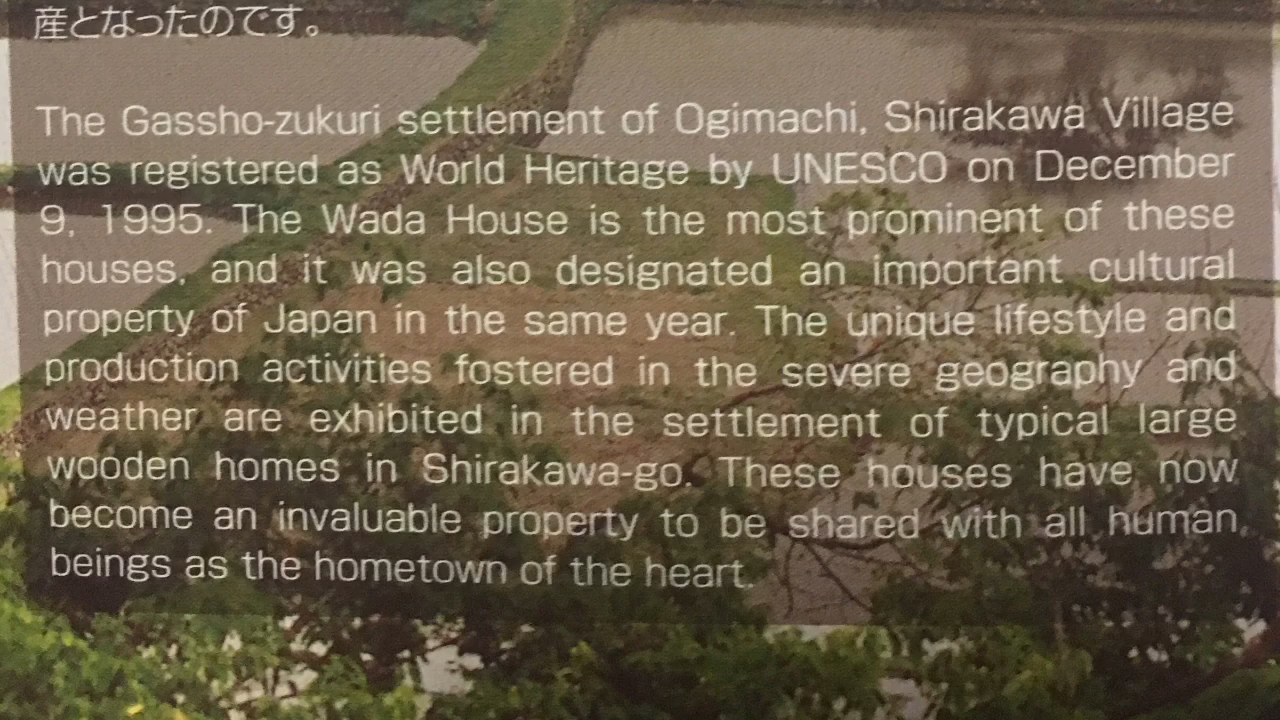 産となったのです。
The Gassho-zukuri settlement of Ogimachi, Shirakawa Village
was registered as World Heritage by UNESCO on December
9, 1995. The Wada House is the most prominent of these
houses, and it was also designated an important cultural
property of Japan in the same year. The unique lifestyle and
production activities fostered in the severe geography and
weather are exhibited in the settlement of typical large
wooden homes in Shirakawa-go. These houses have now
become an invaluable property to be shared with all human
beings as the hometown of the heart.